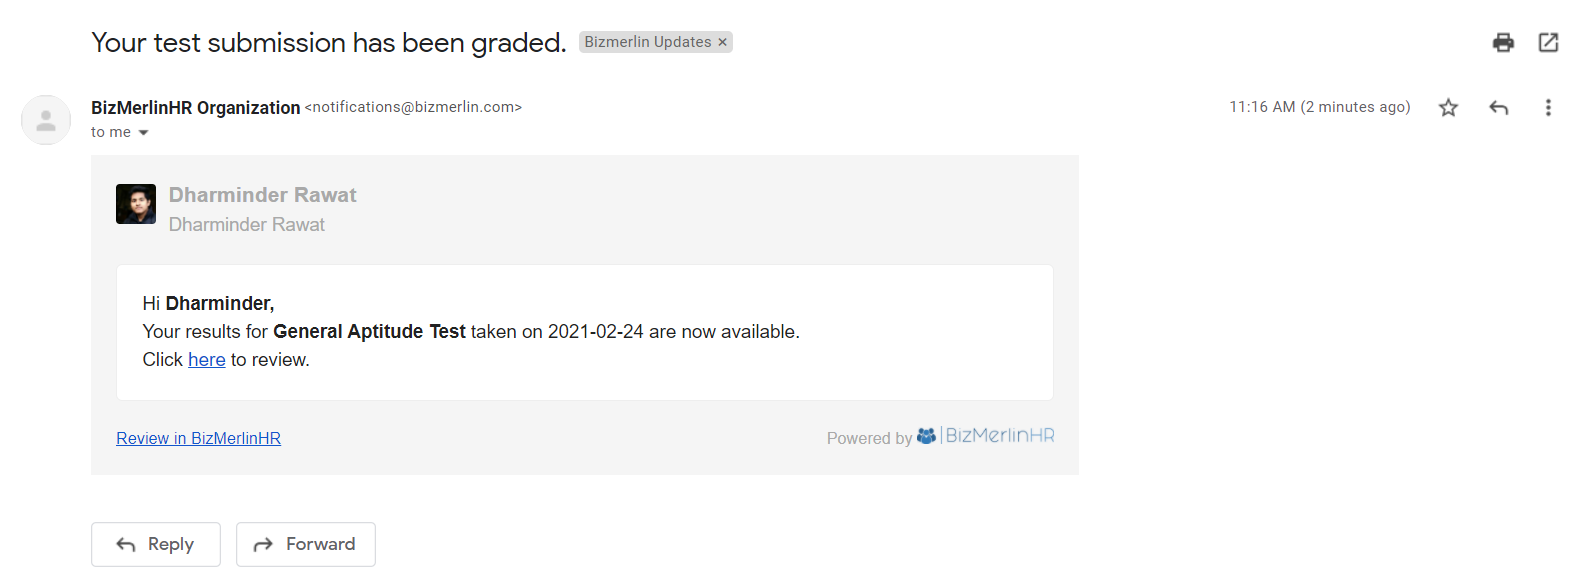 Your test submission has been graded. Bizmerlin Updates ×
BizMerlinHR Organization <notifications@bizmerlin.com> 11:16 AM (2 minutes ago)
to me
Dharminder Rawat
Dharminder Rawat
Hi Dharminder,
Your results for General Aptitude Test taken on 2021-02-24 are now available.
Click here to review.
Review in BizMerlinHR Powered by BizMerlinHR
Reply Forward